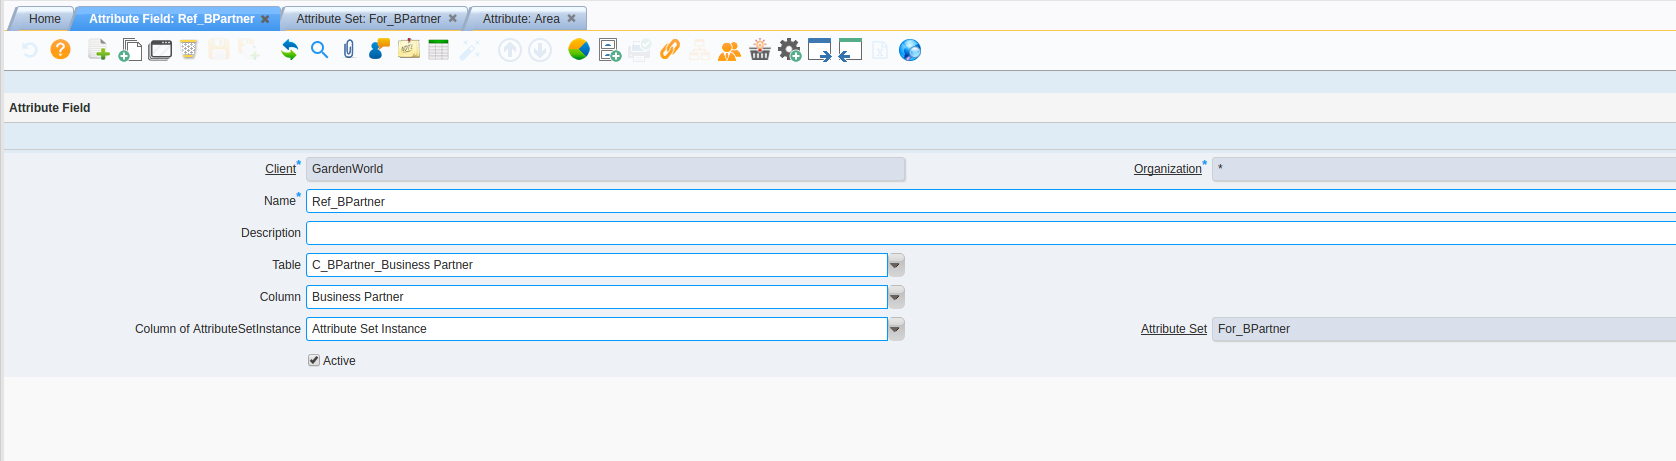 Home Attribute Field: Ref_BPartner Attribute Set: For_BPartner Attribute: Area
Attribute Field
Client* GardenWorld Organization* *
Name* Ref_BPartner
Description
Table C_BPartner_Business Partner
Column Business Partner
Column of AttributeSetInstance Attribute Set Instance Attribute Set For_BPartner
Active